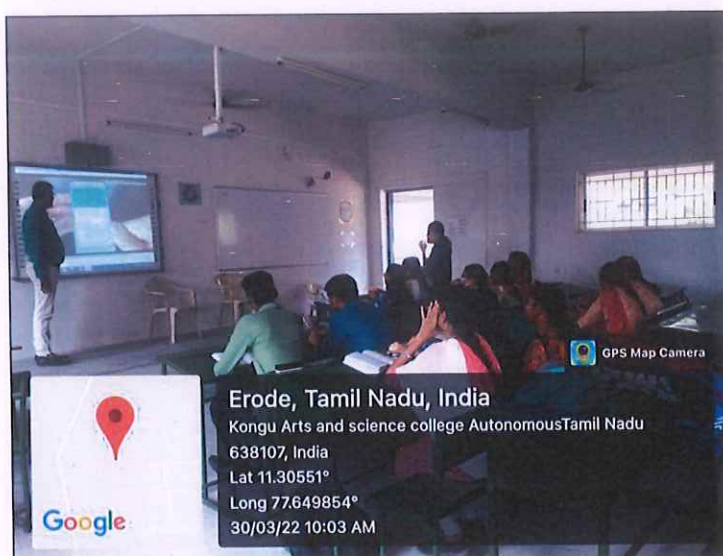 GPS Map Camera
Erode, Tamil Nadu, India
Kongu Arts and science college AutonomousTamil Nadu
638107, India
Lat 11.30551°
Long 77.649854°
30/03/22 10:03 AM
Google